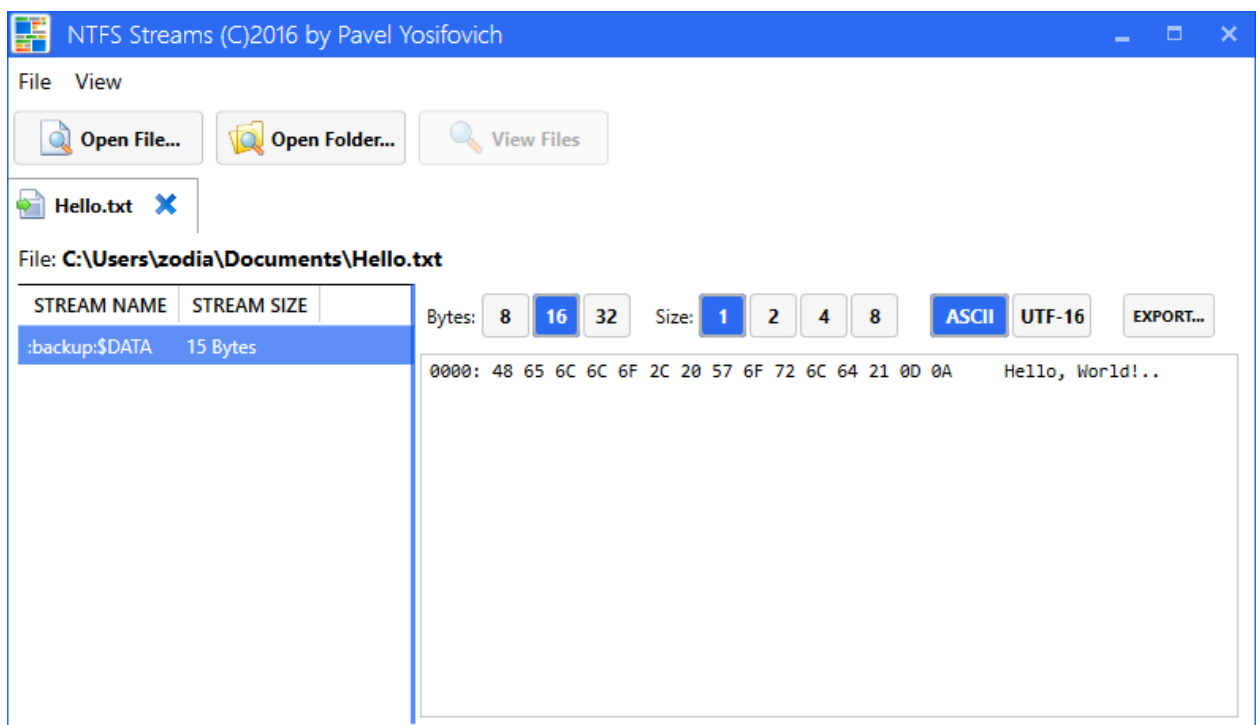 NTFS Streams (C)2016 by Pavel Yosifovich
File View
Open File... Open Folder... View Files
Hello.txt
File: C:\Users\zodia\Documents\Hello.txt
STREAM NAME STREAM SIZE
:backup:$DATA 15 Bytes
Bytes: 8 16 32 Size: 1 2 4 8 ASCII UTF-16 EXPORT...
0000: 48 65 6C 6C 6F 2C 20 57 6F 72 6C 64 21 0D 0A Hello, World!..